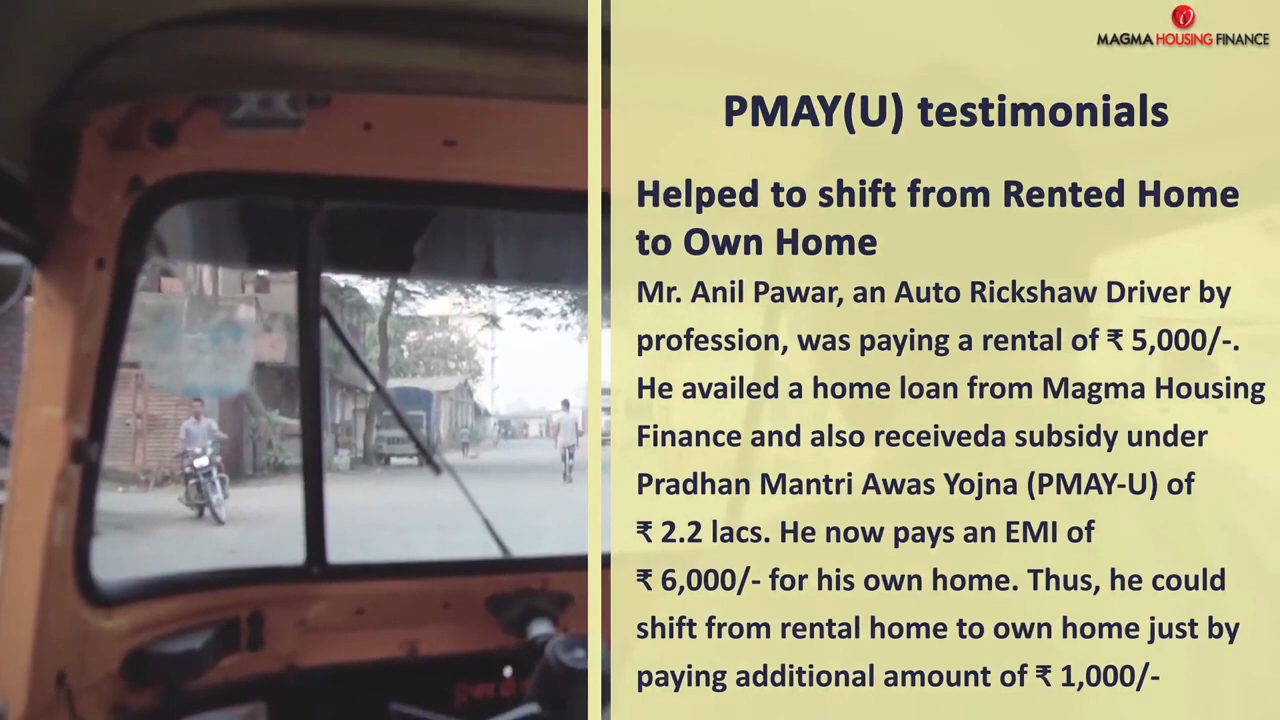 MAGMA HOUSING FINANCE
PMAY(U) testimonials
Helped to shift from Rented Home
to Own Home
Mr. Anil Pawar, an Auto Rickshaw Driver by
profession, was paying a rental of ₹ 5,000/-.
He availed a home loan from Magma Housing
Finance and also receiveda subsidy under
Pradhan Mantri Awas Yojna (PMAY-U) of
₹ 2.2 lacs. He now pays an EMI of
₹ 6,000/- for his own home. Thus, he could
shift from rental home to own home just by
paying additional amount of ₹ 1,000/-